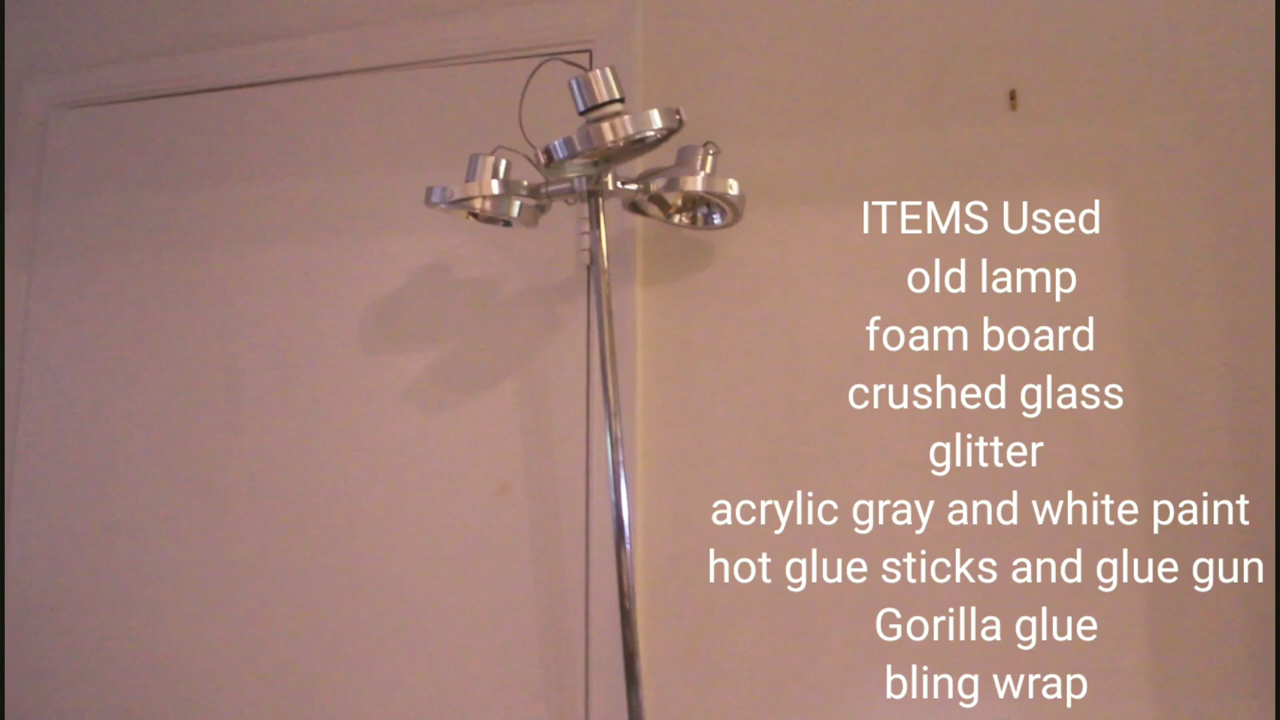 ITEMS Used
old lamp
foam board
crushed glass
glitter
acrylic gray and white paint
hot glue sticks and glue gun
Gorilla glue
bling wrap